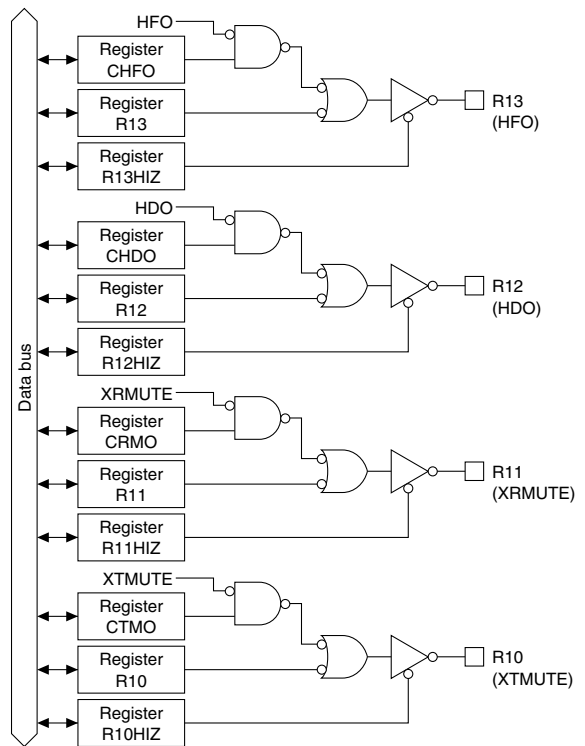 HFO
Register
CHFO
Register
R13
Register
R13HIZ
R13
(HFO)
HDO
Register
CHDO
Register
R12
Register
R12HIZ
R12
(HDO)
Data bus
XRMUTE
Register
CRMO
Register
R11
Register
R11HIZ
R11
(XRMUTE)
XTMUTE
Register
CTMO
Register
R10
Register
R10HIZ
R10
(XTMUTE)